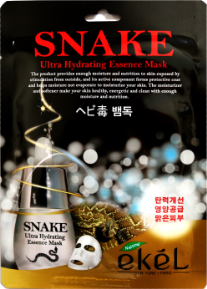 SNAKE
Ultra Hydrating Essence Mask
The product provides enough moisture and nutrition to skin exposed by
stimulation from outside, and its active component forms protective coat
and helps moisture not evaporate to moisturize your skin. The moisturizer
and softener make your skin healthy, energetic and clear with enough
moisture and nutrition.
ヘビ毒 뱀독
SNAKE
Ultra Hydrating
Essence Mask
탄력개선
영양공급
맑은피부
ekeL